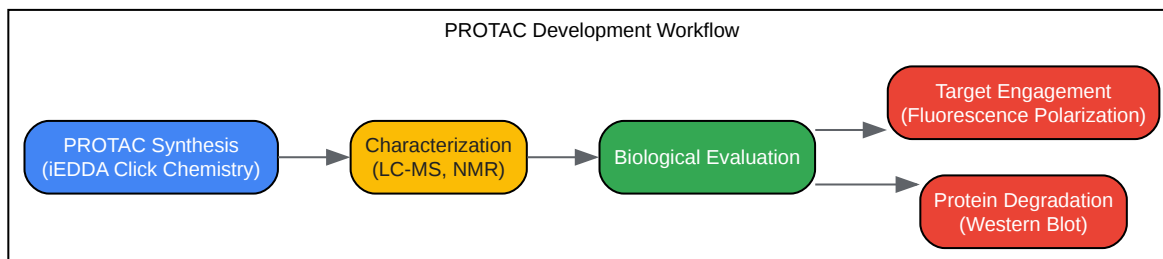 PROTAC Development Workflow
PROTAC Synthesis
(iEDDA Click Chemistry)
Characterization
(LC-MS, NMR)
Biological Evaluation
Target Engagement
(Fluorescence Polarization)
Protein Degradation
(Western Blot)